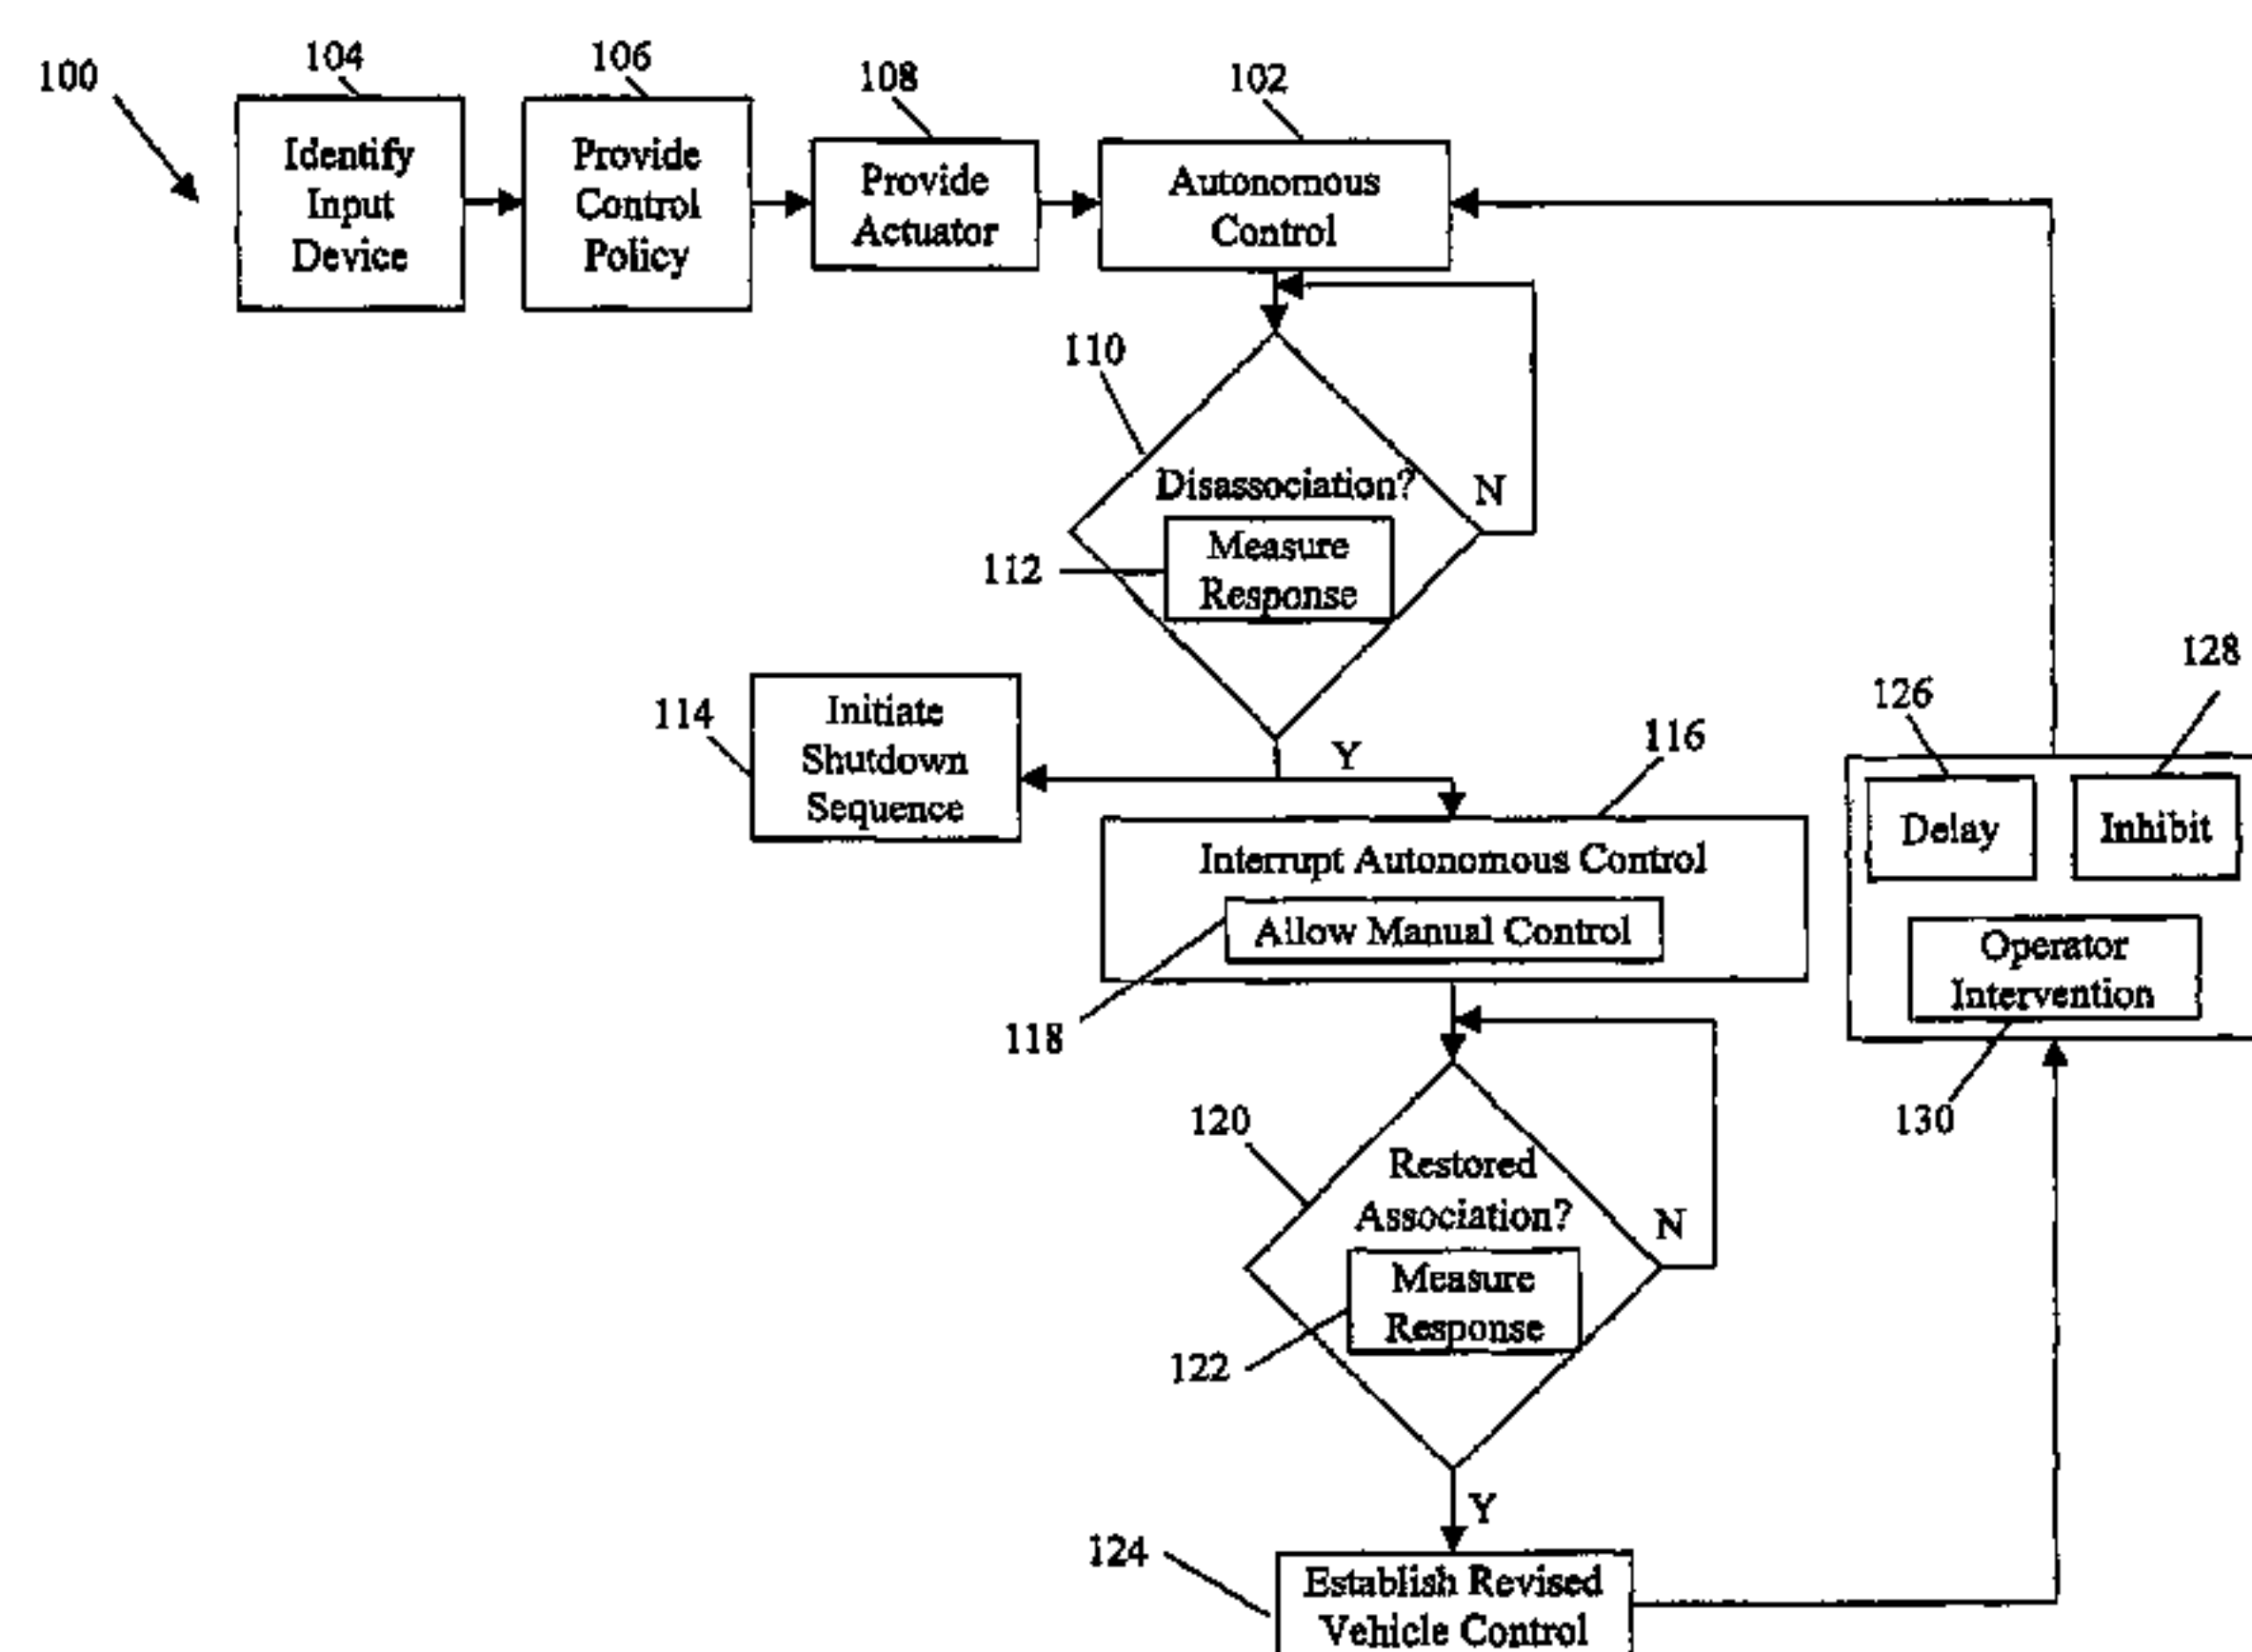 100
104
106
108
102
Identify
Input
Device
Provide
Control
Policy
Provide
Actuator
Autonomous
Control
110
Disassociation?
N
112
Measure
Response
114
Initiate
Shutdown
Sequence
Y
116
Interrupt Autonomous Control
Allow Manual Control
118
126
128
Delay
Inhibit
Operator
Intervention
130
120
Restored
Association?
N
122
Measure
Response
Y
124
Establish Revised
Vehicle Control